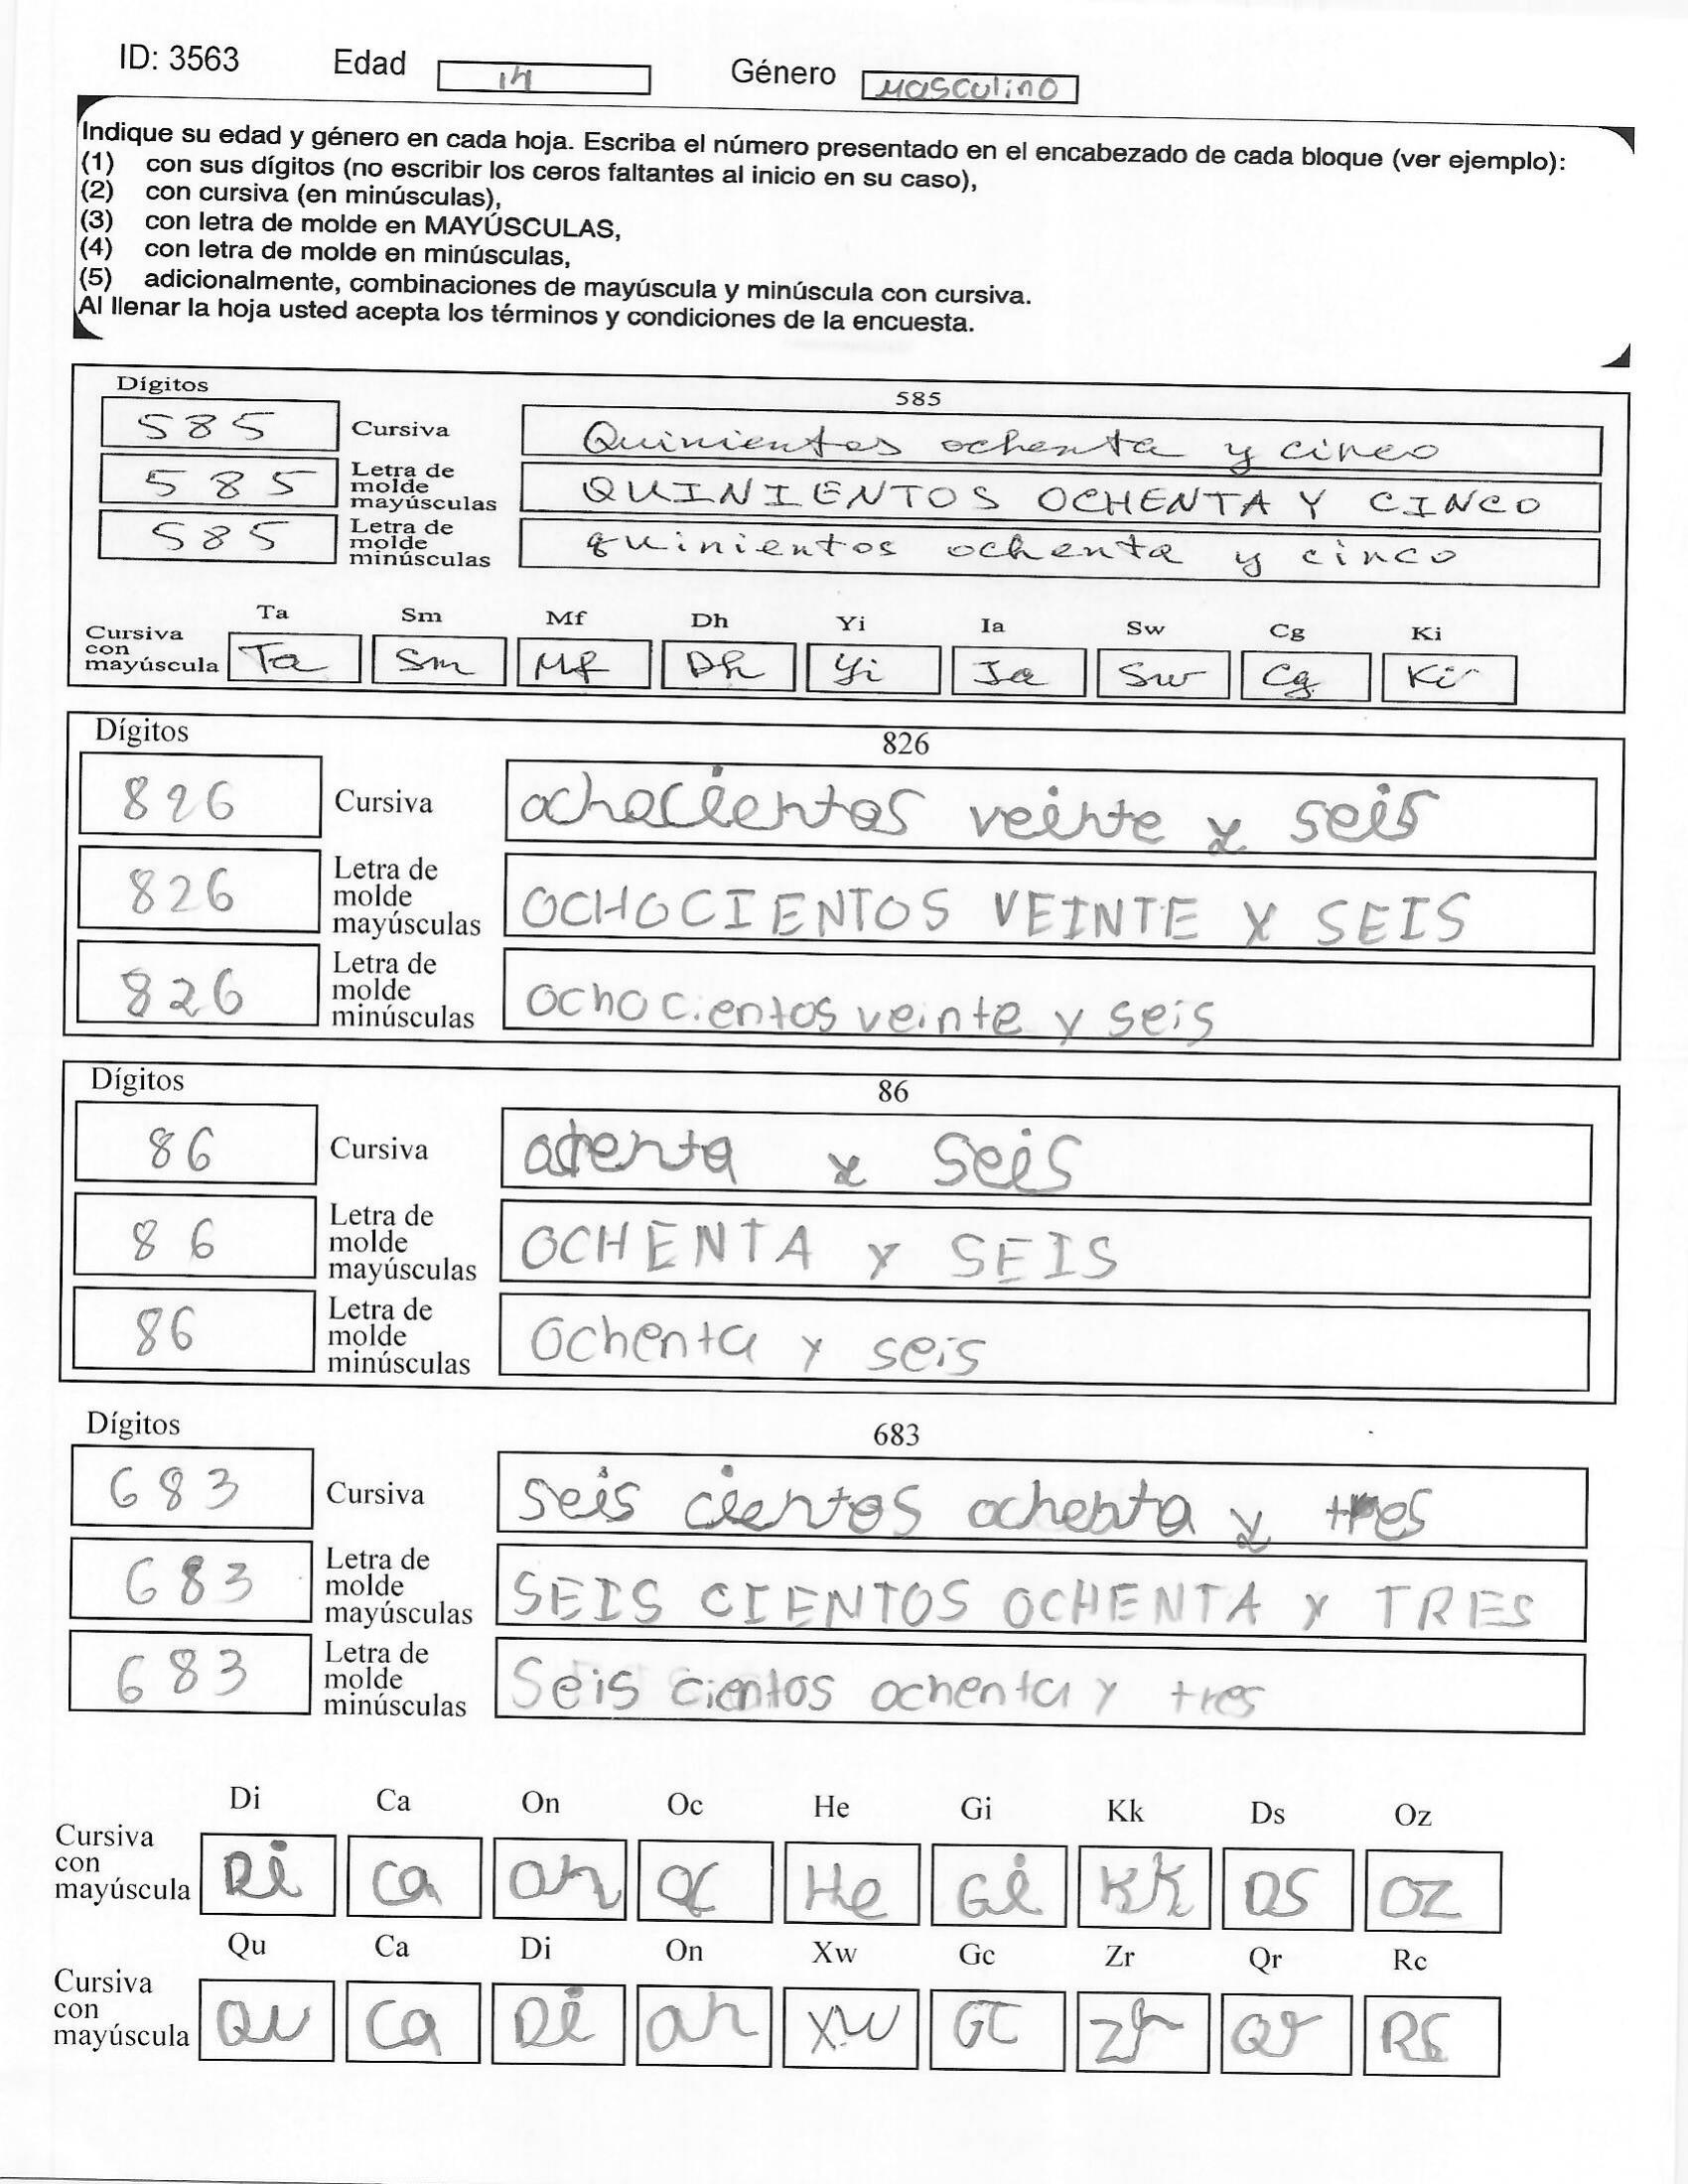 ID: 3563 Edad 14 Género Masculino
Indique su edad y género en cada hoja. Escriba el número presentado en el encabezado de cada bloque (ver ejemplo):
(1) con sus dígitos (no escribir los ceros faltantes al inicio en su caso),
(2) con cursiva (en minúsculas),
(3) con letra de molde en MAYÚSCULAS,
(4) con letra de molde en minúsculas,
(5) adicionalmente, combinaciones de mayúscula y minúscula con cursiva.
Al llenar la hoja usted acepta los términos y condiciones de la encuesta.
Dígitos 585
585 Cursiva Quinientos ochenta y cinco
585 Letra de molde mayúsculas QUINIENTOS OCHENTA Y CINCO
585 Letra de molde minúsculas quinientos ochenta y cinco
Ta Sm Mf Dh Yi Ia Sw Cg Ki
Cursiva con mayúscula Ta Sm Mf Dh Yi Ia Sw Cg Ki
Dígitos 826
826 Cursiva ochocientos veinte y seis
826 Letra de molde mayúsculas OCHOCIENTOS VEINTE Y SEIS
826 Letra de molde minúsculas ochocientos veinte y seis
Dígitos 86
86 Cursiva ochenta y seis
86 Letra de molde mayúsculas OCHENTA Y SEIS
86 Letra de molde minúsculas Ochenta y seis
Dígitos 683
683 Cursiva seis cientos ochenta y tres
683 Letra de molde mayúsculas SEIS CIENTOS OCHENTA Y TRES
683 Letra de molde minúsculas Seis cientos ochenta y tres
Di Ca On Oc He Gi Kk Ds Oz
Cursiva con mayúscula Di Ca On Oc He Gi Kk Ds Oz
Qu Ca Di On Xw Gc Zr Qr Rc
Cursiva con mayúscula Qu Ca Di On Xw Gc Zr Qr Rc